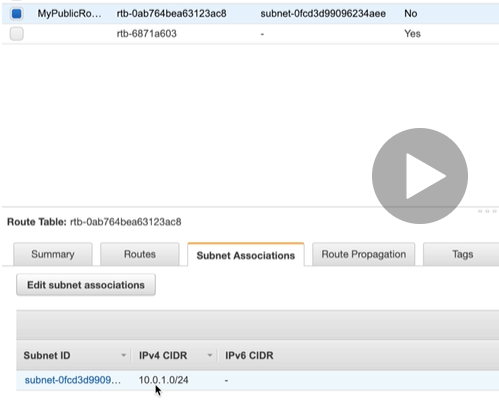 MyPublicRo... rtb-0ab764bea63123ac8 subnet-0fcd3d99096234aee No
rtb-6871a603 - Yes
Route Table: rtb-0ab764bea63123ac8
Summary Routes Subnet Associations Route Propagation Tags
Edit subnet associations
Subnet ID IPv4 CIDR IPv6 CIDR
subnet-0fcd3d9909... 10.0.1.0/24 -